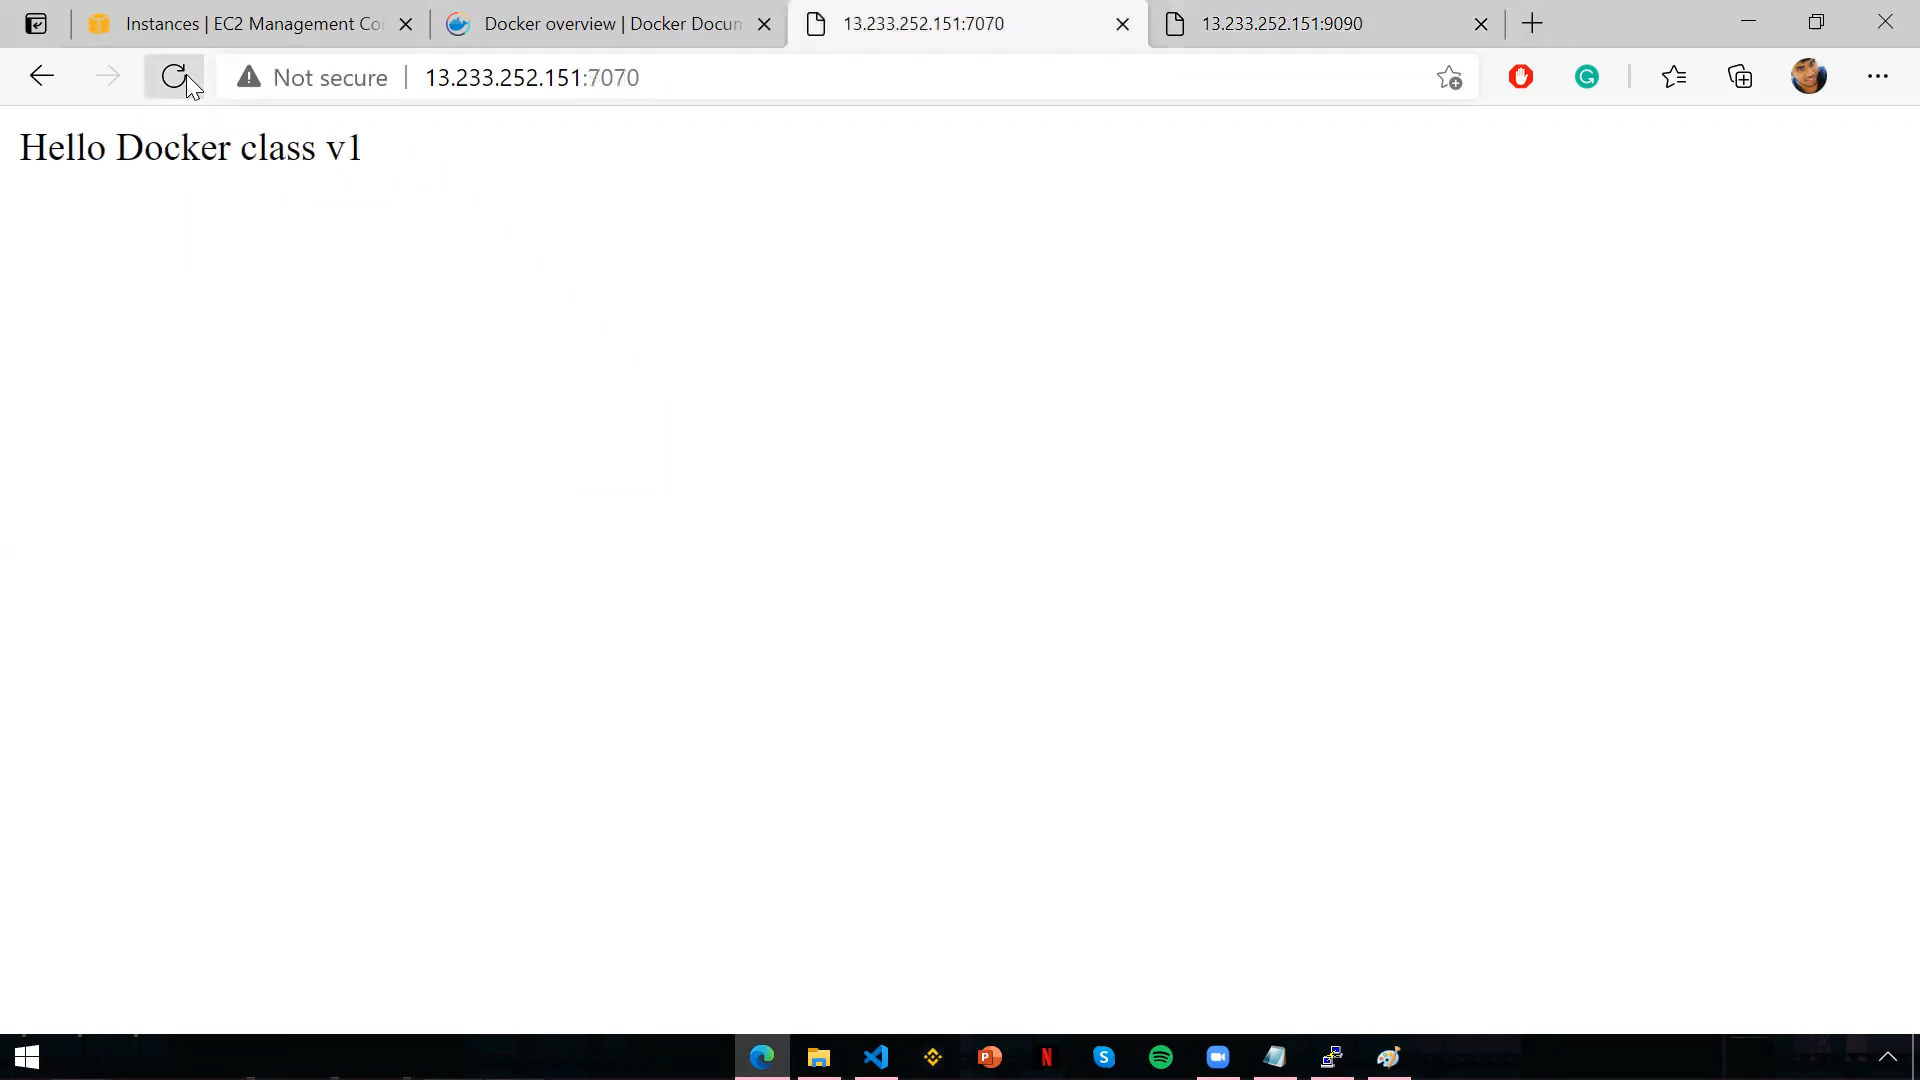 Instances | EC2 Management Co
Docker overview | Docker Docum
13.233.252.151:7070
13.233.252.151:9090
Not secure
13.233.252.151:7070
Hello Docker class v1